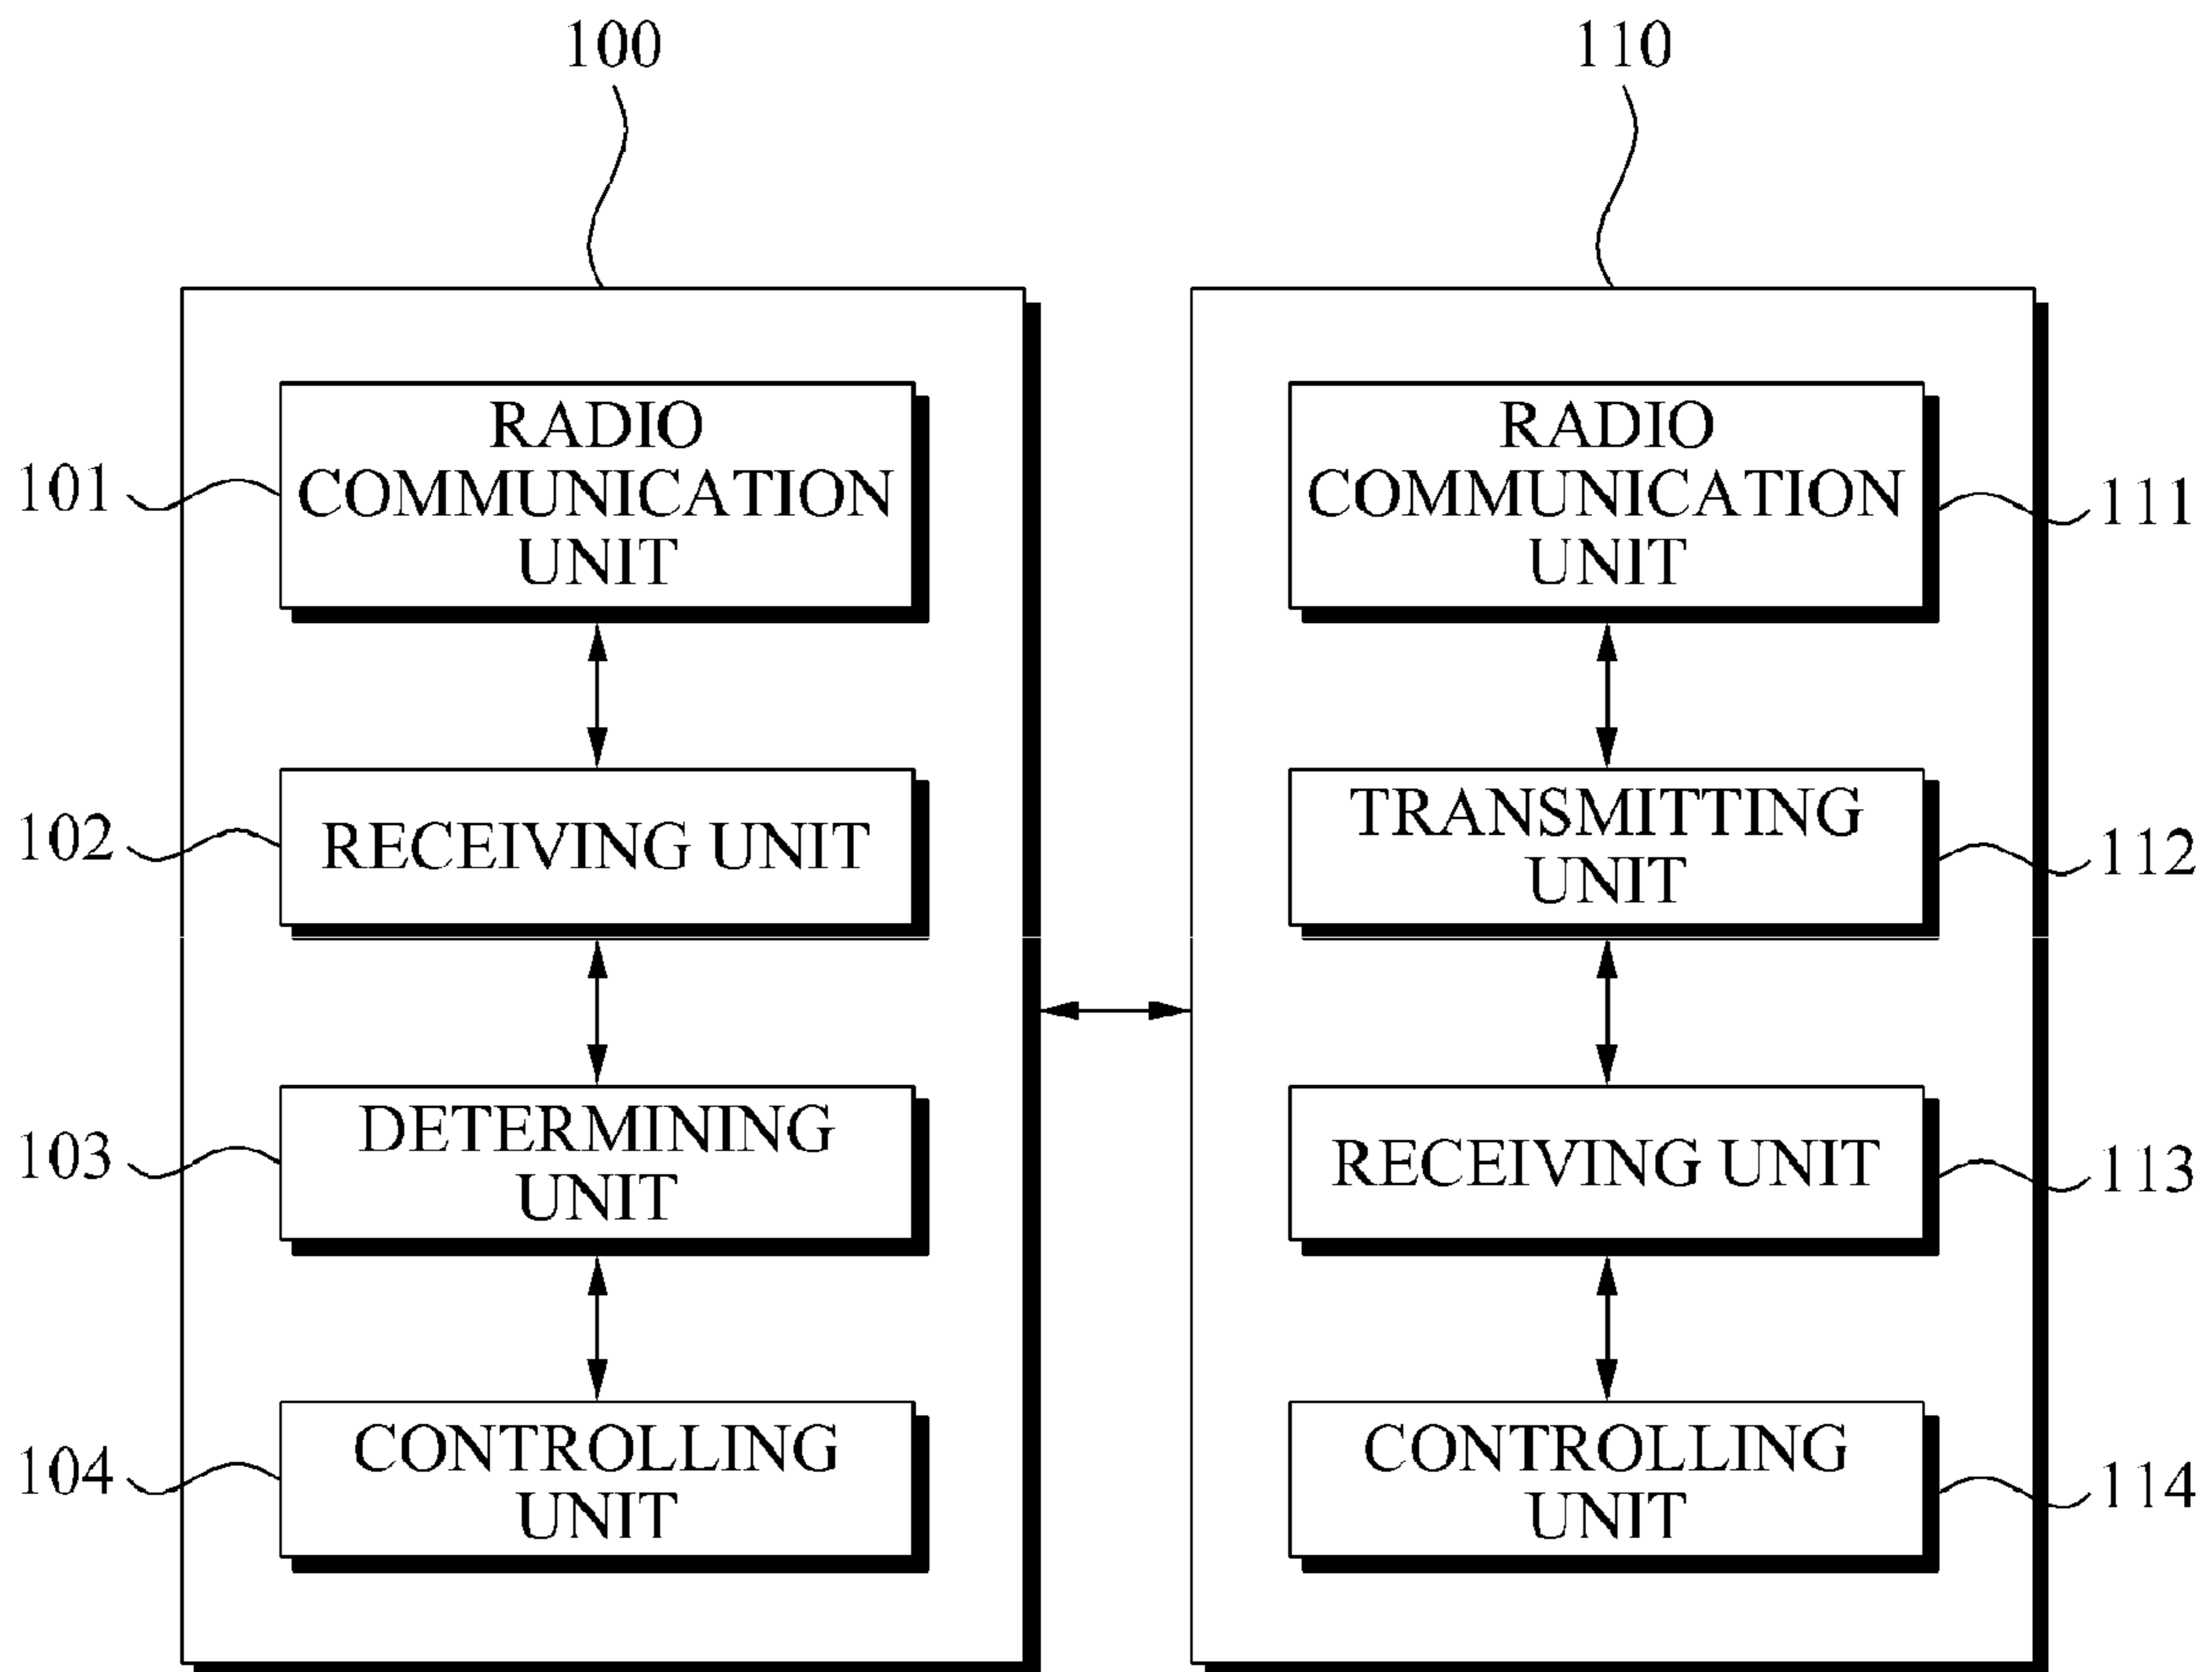 100
110
101
RADIO
COMMUNICATION
UNIT
102
RECEIVING UNIT
103
DETERMINING
UNIT
104
CONTROLLING
UNIT
RADIO
COMMUNICATION
UNIT
111
TRANSMITTING
UNIT
112
RECEIVING UNIT
113
CONTROLLING
UNIT
114